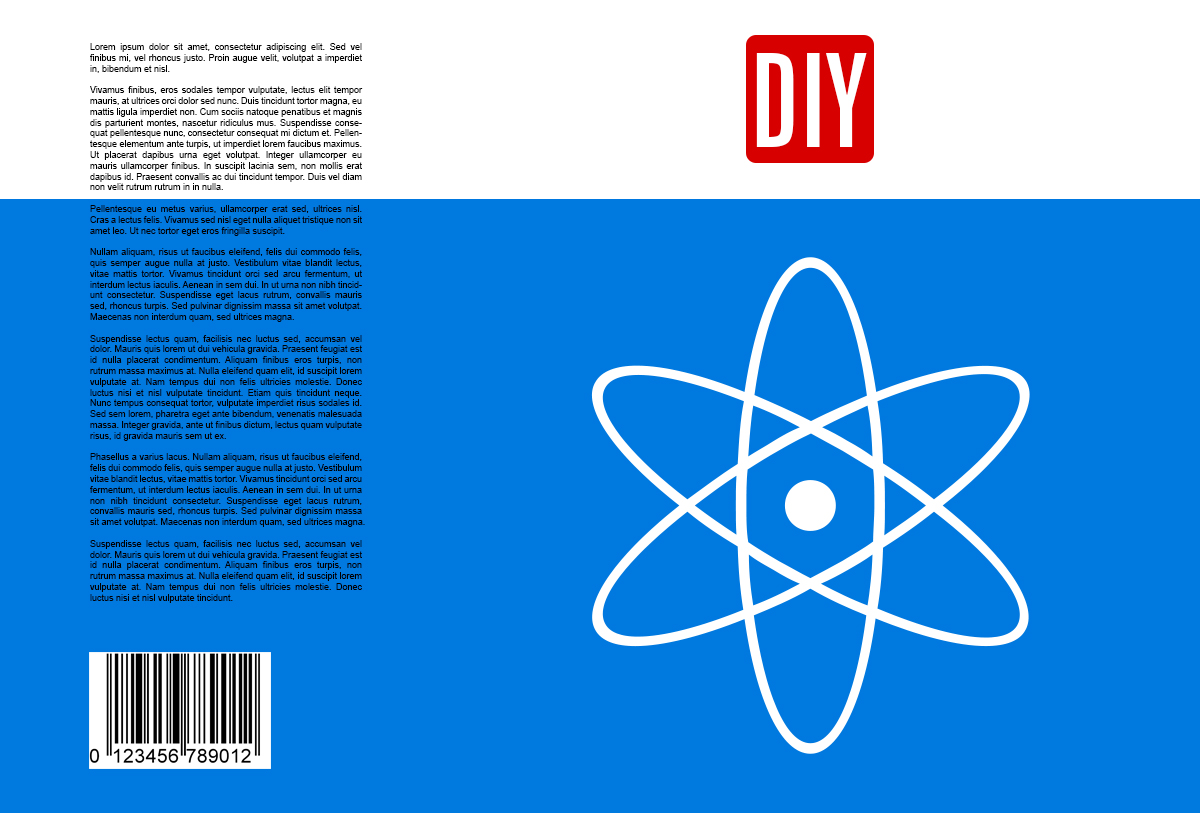 Lorem ipsum dolor sit amet, consectetur adipiscing elit. Sed vel
finibus mi, vel rhoncus justo. Proin augue velit, volutpat a imperdiet
in, bibendum et nisl.
Vivamus finibus, eros sodales tempor vulputate, lectus elit tempor
mauris, at ultrices orci dolor sed nunc. Duis tincidunt tortor magna, eu
mattis ligula imperdiet non. Cum sociis natoque penatibus et magnis
dis parturient montes, nascetur ridiculus mus. Suspendisse conse-
quat pellentesque nunc, consectetur consequat mi dictum et. Pellen-
tesque elementum ante turpis, ut imperdiet lorem faucibus maximus.
Ut placerat dapibus urna eget volutpat. Integer ullamcorper eu
mauris ullamcorper finibus. In suscipit lacinia sem, non mollis erat
dapibus id. Praesent convallis ac dui tincidunt tempor. Duis vel diam
non velit rutrum rutrum in in nulla.
Pellentesque eu metus varius, ullamcorper erat sed, ultrices nisl.
Cras a lectus felis. Vivamus sed nisl eget nulla aliquet tristique non sit
amet leo. Ut nec tortor eget eros fringilla suscipit.
Nullam aliquam, risus ut faucibus eleifend, felis dui commodo felis,
quis semper augue nulla at justo. Vestibulum vitae blandit lectus,
vitae mattis tortor. Vivamus tincidunt orci sed arcu fermentum, ut
interdum lectus iaculis. Aenean in sem dui. In ut urna non nibh tincid-
unt consectetur. Suspendisse eget lacus rutrum, convallis mauris
sed, rhoncus turpis. Sed pulvinar dignissim massa sit amet volutpat.
Maecenas non interdum quam, sed ultrices magna.
Suspendisse lectus quam, facilisis nec luctus sed, accumsan vel
dolor. Mauris quis lorem ut dui vehicula gravida. Praesent feugiat est
id nulla placerat condimentum. Aliquam finibus eros turpis, non
rutrum massa maximus at. Nulla eleifend quam elit, id suscipit lorem
vulputate at. Nam tempus dui non felis ultricies molestie. Donec
luctus nisi et nisl vulputate tincidunt. Etiam quis tincidunt neque.
Nunc tempus consequat tortor, vulputate imperdiet risus sodales id.
Sed sem lorem, pharetra eget ante bibendum, venenatis malesuada
massa. Integer gravida, ante ut finibus dictum, lectus quam vulputate
risus, id gravida mauris sem ut ex.
Phasellus a varius lacus. Nullam aliquam, risus ut faucibus eleifend,
felis dui commodo felis, quis semper augue nulla at justo. Vestibulum
vitae blandit lectus, vitae mattis tortor. Vivamus tincidunt orci sed arcu
fermentum, ut interdum lectus iaculis. Aenean in sem dui. In ut urna
non nibh tincidunt consectetur. Suspendisse eget lacus rutrum,
convallis mauris sed, rhoncus turpis. Sed pulvinar dignissim massa
sit amet volutpat. Maecenas non interdum quam, sed ultrices magna.
Suspendisse lectus quam, facilisis nec luctus sed, accumsan vel
dolor. Mauris quis lorem ut dui vehicula gravida. Praesent feugiat est
id nulla placerat condimentum. Aliquam finibus eros turpis, non
rutrum massa maximus at. Nulla eleifend quam elit, id suscipit lorem
vulputate at. Nam tempus dui non felis ultricies molestie. Donec
luctus nisi et nisl vulputate tincidunt.
0 123456 789012
DIY